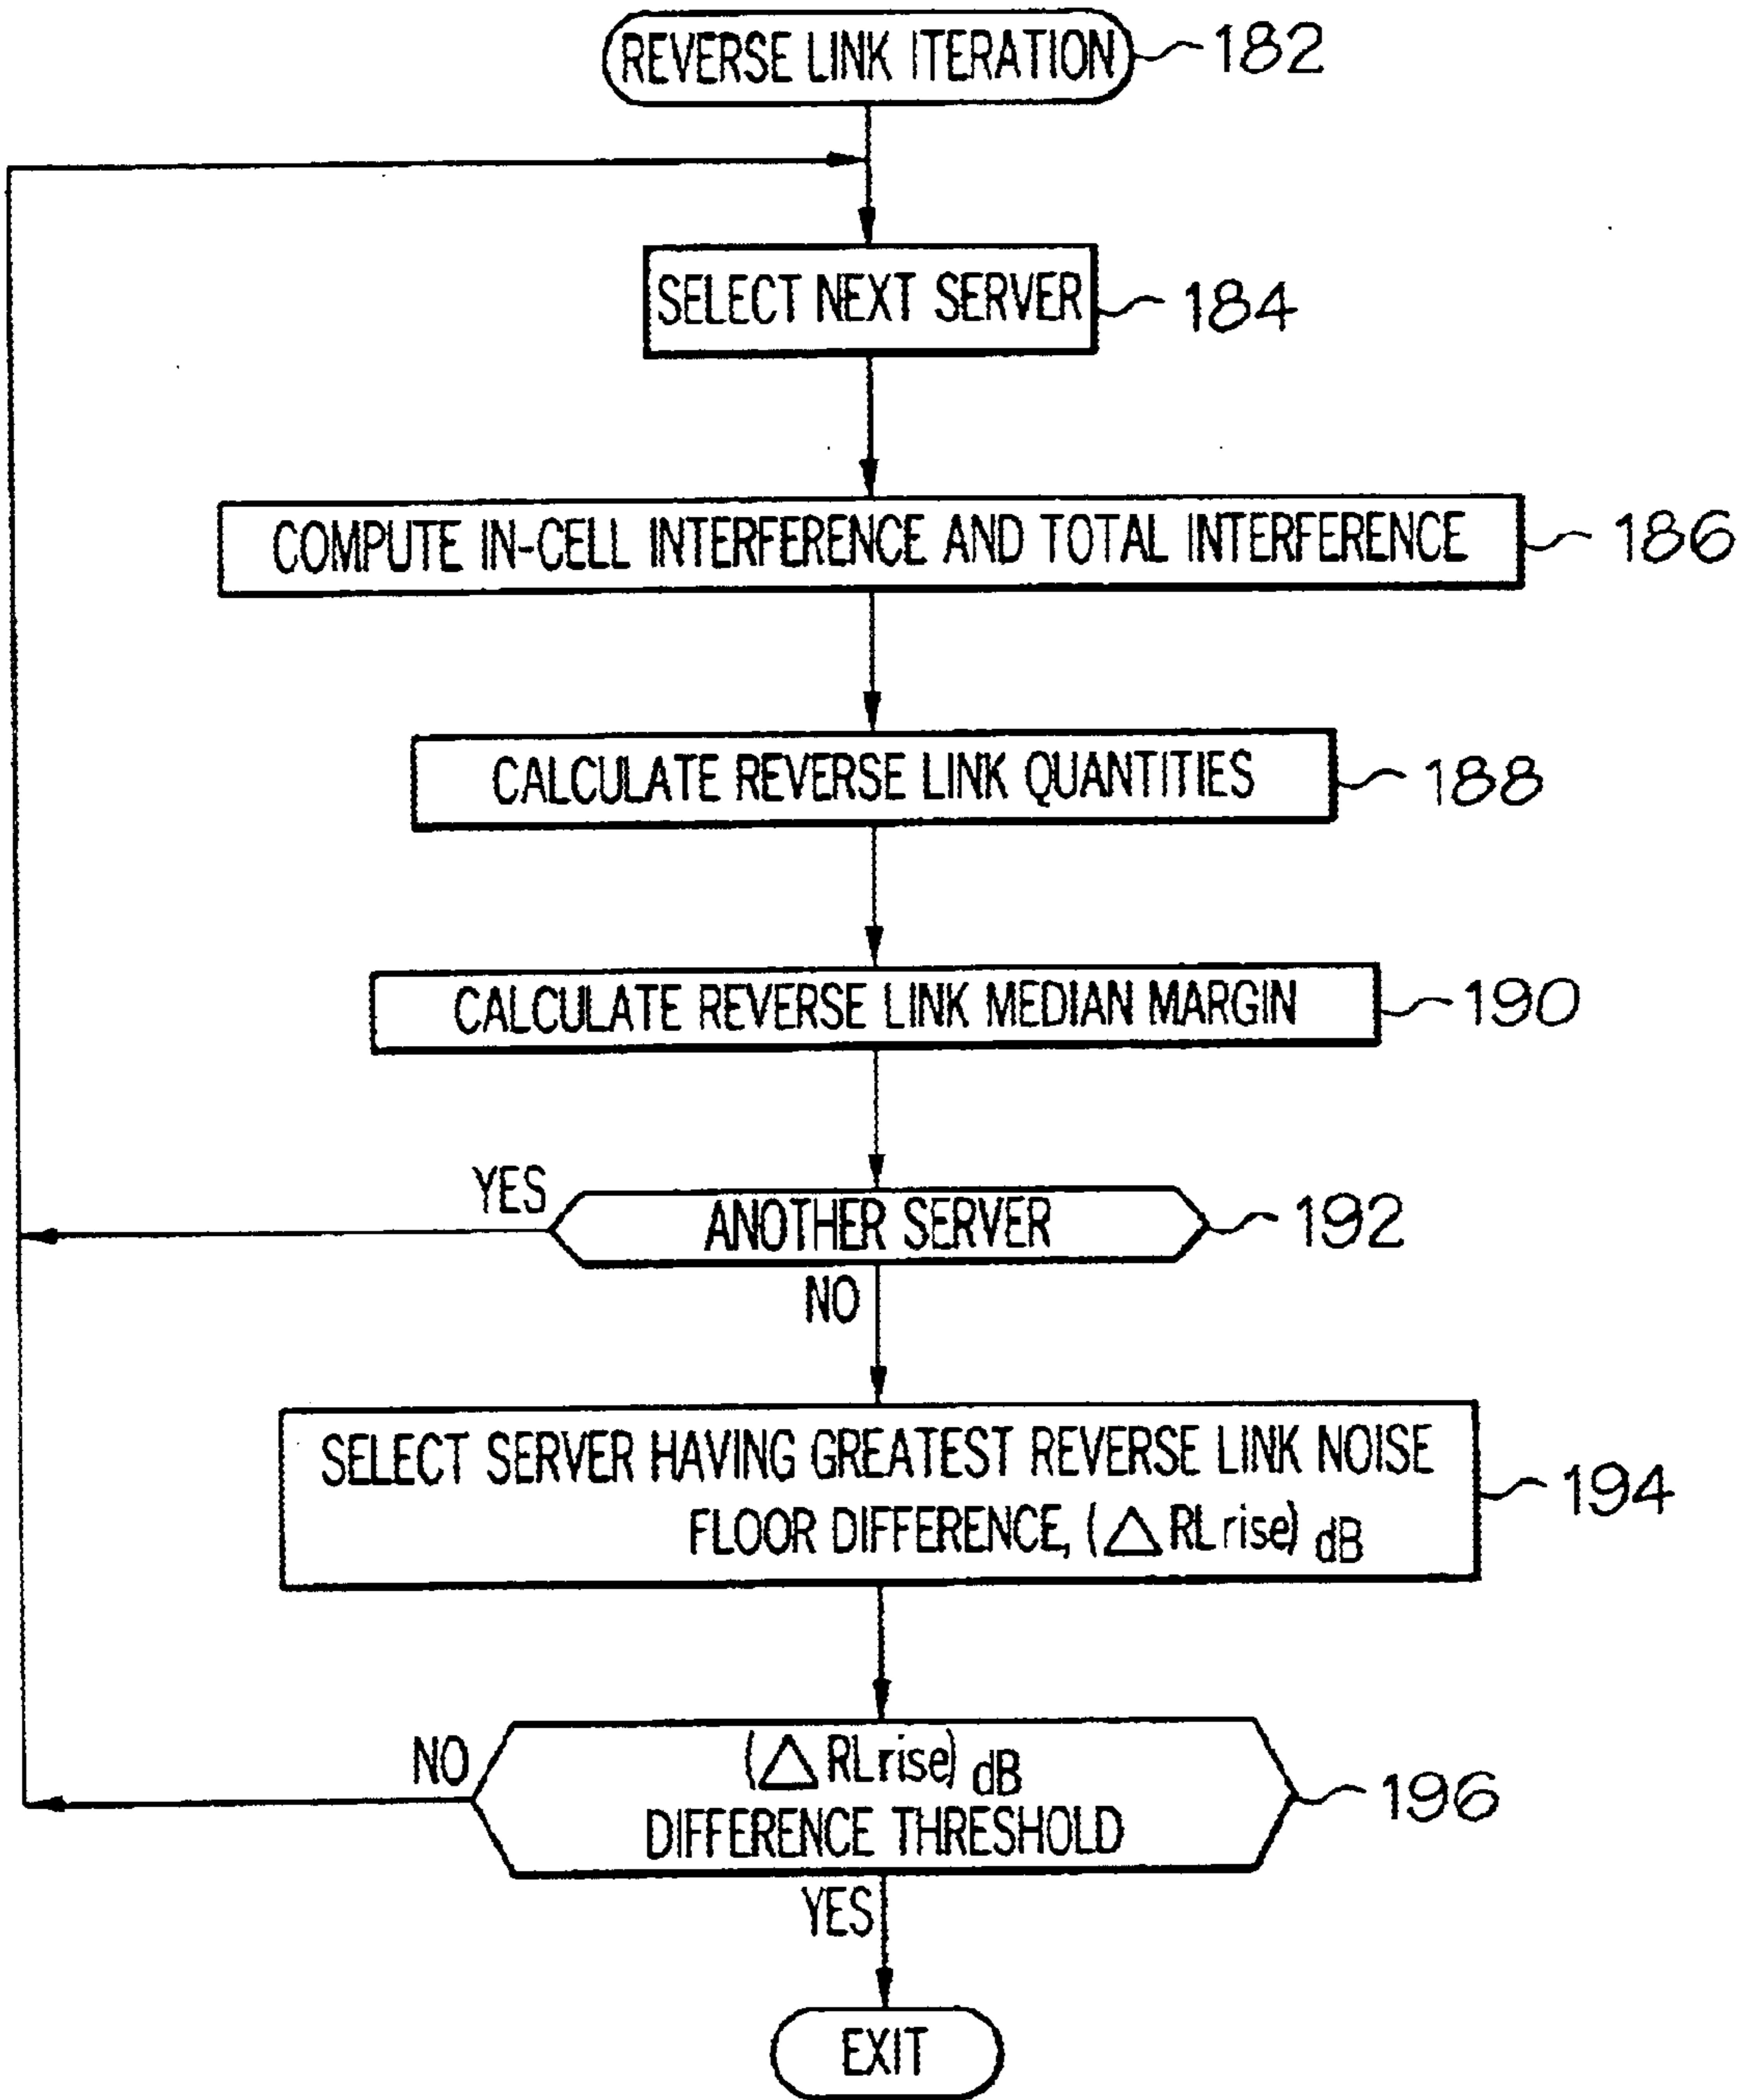 REVERSE LINK ITERATION 182
SELECT NEXT SERVER 184
COMPUTE IN-CELL INTERFERENCE AND TOTAL INTERFERENCE 186
CALCULATE REVERSE LINK QUANTITIES 188
CALCULATE REVERSE LINK MEDIAN MARGIN 190
YES
ANOTHER SERVER 192
NO
SELECT SERVER HAVING GREATEST REVERSE LINK NOISE
FLOOR DIFFERENCE, (△ RLrise) dB
194
NO
(△ RLrise) dB
DIFFERENCE THRESHOLD
196
YES
EXIT